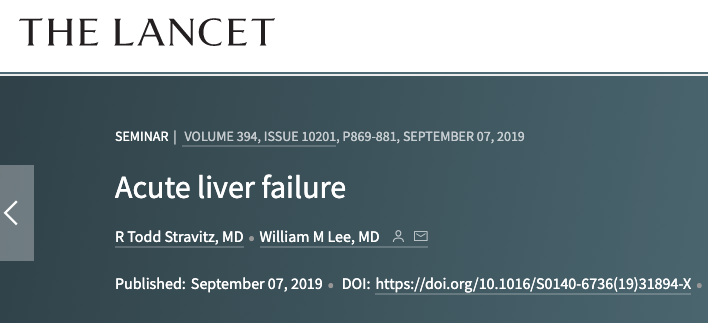 THE LANCET
SEMINAR | VOLUME 394, ISSUE 10201, P869-881, SEPTEMBER 07, 2019
Acute liver failure
R Todd Stravitz, MD • William M Lee, MD
Published: September 07, 2019 • DOI: https://doi.org/10.1016/S0140-6736(19)31894-X •